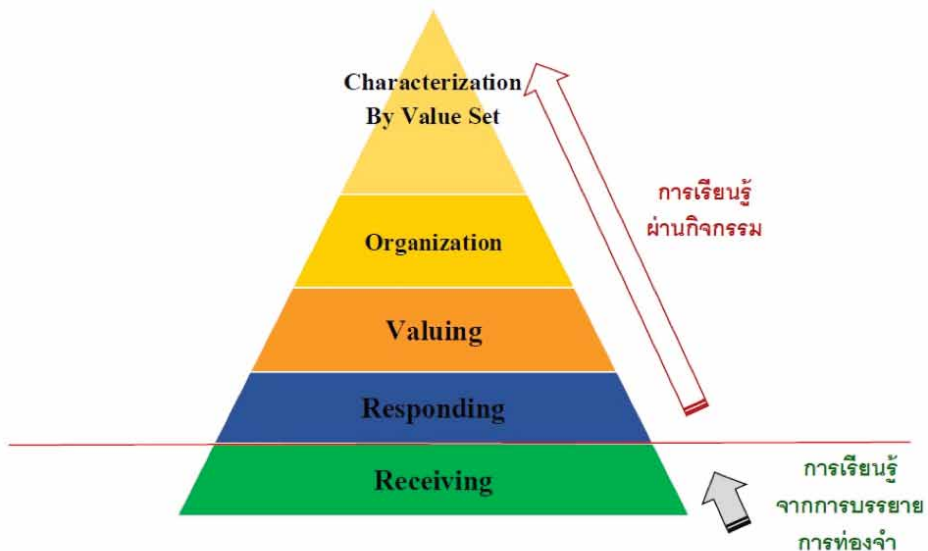 Characterization
By Value Set
Organization
Valuing
Responding
Receiving
การเรียนรู้
ผ่านกิจกรรม
การเรียนรู้
จากการบรรยาย
การท่องจำ